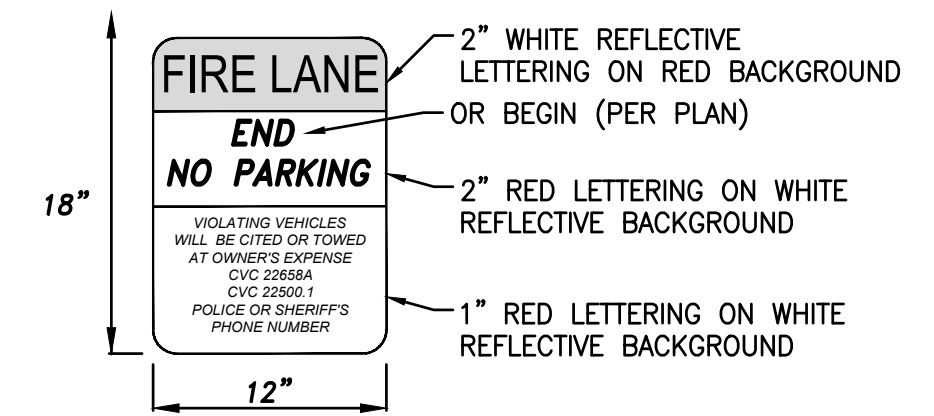 FIRE LANE
END
NO PARKING
VIOLATING VEHICLES
WILL BE CITED OR TOWED
AT OWNER'S EXPENSE
CVC 22658A
CVC 22500.1
POLICE OR SHERIFF'S
PHONE NUMBER
18"
12"
2" WHITE REFLECTIVE
LETTERING ON RED BACKGROUND
OR BEGIN (PER PLAN)
2" RED LETTERING ON WHITE
REFLECTIVE BACKGROUND
1" RED LETTERING ON WHITE
REFLECTIVE BACKGROUND